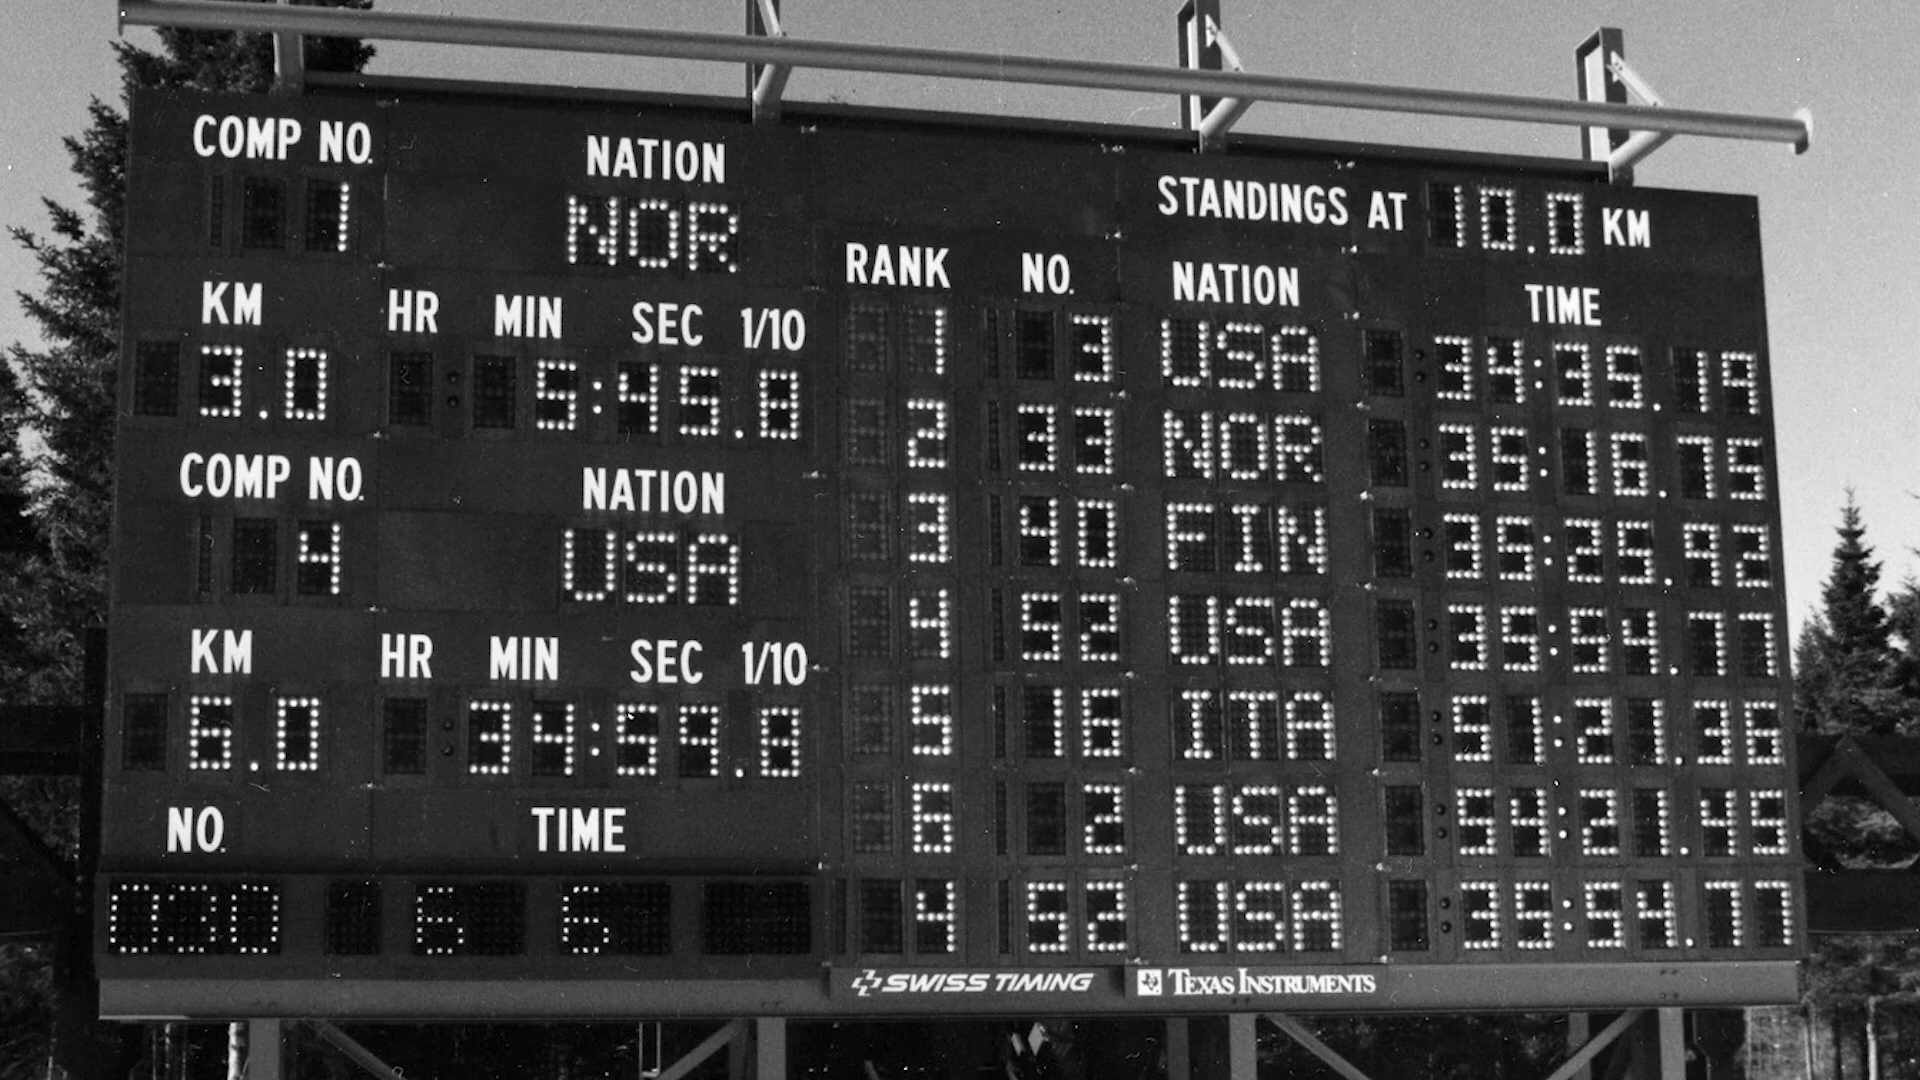 COMP NO. NATION
1 NOR
KM HR MIN SEC 1/10
3.0 5:45.8
COMP NO. NATION
4 USA
KM HR MIN SEC 1/10
6.0 34:59.8
NO. TIME
000 6 6
STANDINGS AT 10.0 KM
RANK NO. NATION TIME
1 3 USA 34:35.19
2 33 NOR 35:16.75
3 40 FIN 35:25.92
4 52 USA 35:54.77
5 16 ITA 51:21.36
6 2 USA 54:21.45
4 52 USA 35:54.77
SWISS TIMING TEXAS INSTRUMENTS